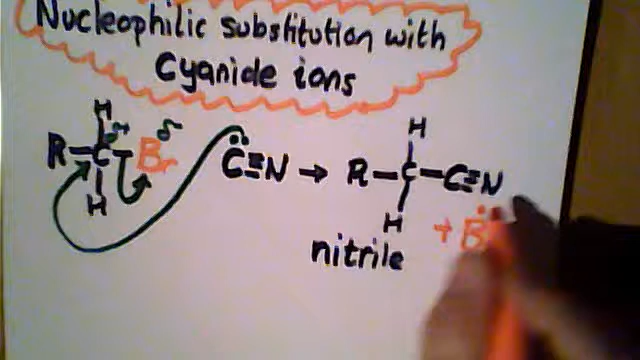 Nucleophilic substitution with
Cyanide ions
H
R-C-Br
δ+ δ-
H
C≡N → R-C-C≡N
H
H
+ B
nitrile